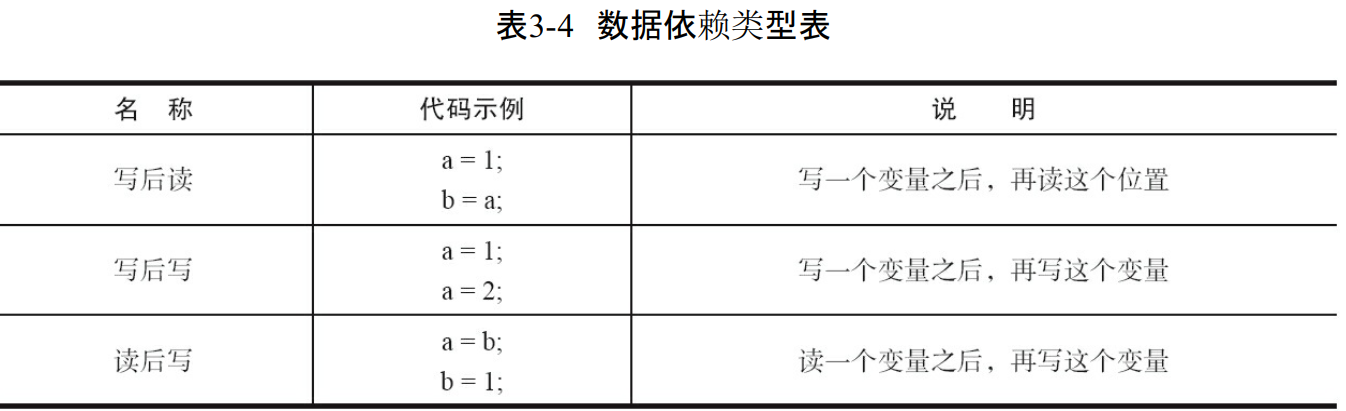 表3-4 数据依赖类型表
名 称 代码示例 说 明
写后读 a = 1; 写一个变量之后，再读这个位置
b = a;
写后写 a = 1; 写一个变量之后，再写这个变量
a = 2;
读后写 a = b; 读一个变量之后，再写这个变量
b = 1;